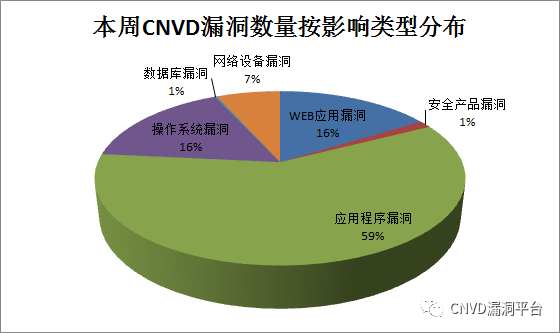 本周CNVD漏洞数量按影响类型分布
网络设备漏洞
7%
数据库漏洞
1%
WEB应用漏洞
16%
安全产品漏洞
1%
操作系统漏洞
16%
应用程序漏洞
59%
CNVD漏洞平台